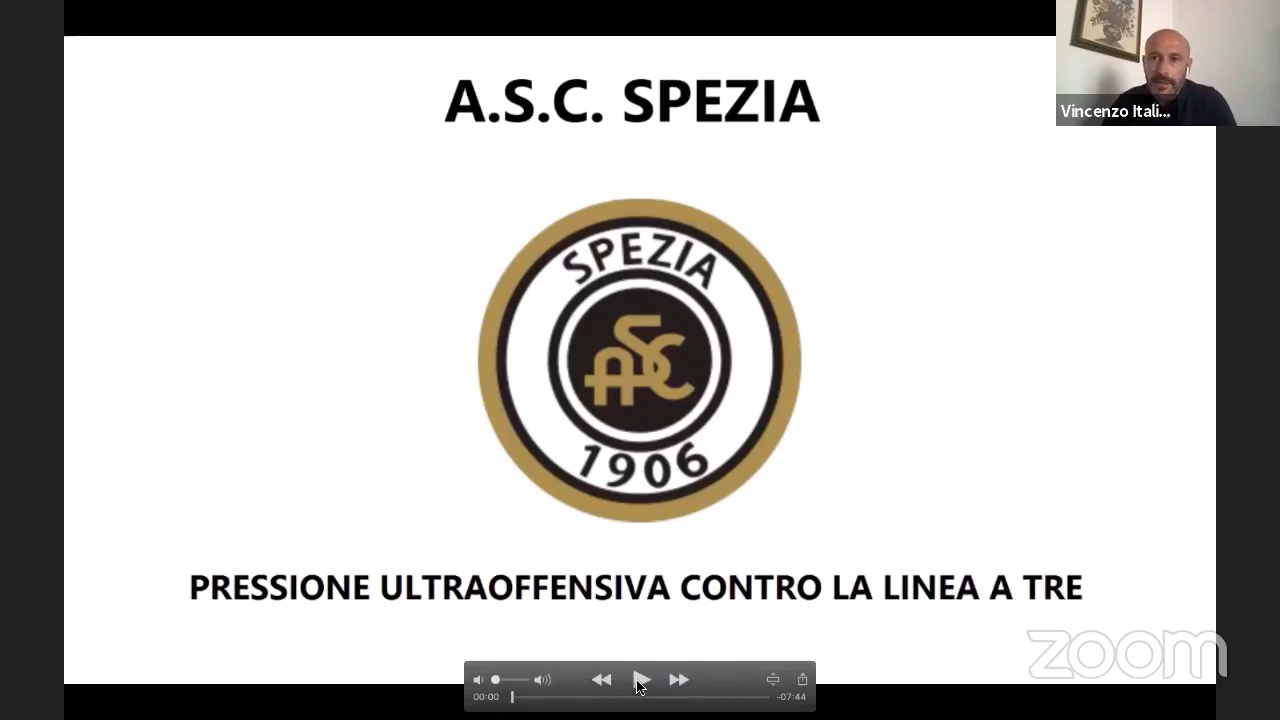 A.S.C. SPEZIA
Vincenzo Itali...
SPEZIA
ASC
1906
PRESSIONE ULTRAOFFENSIVA CONTRO LA LINEA A TRE
zoom
00:00
-07:44